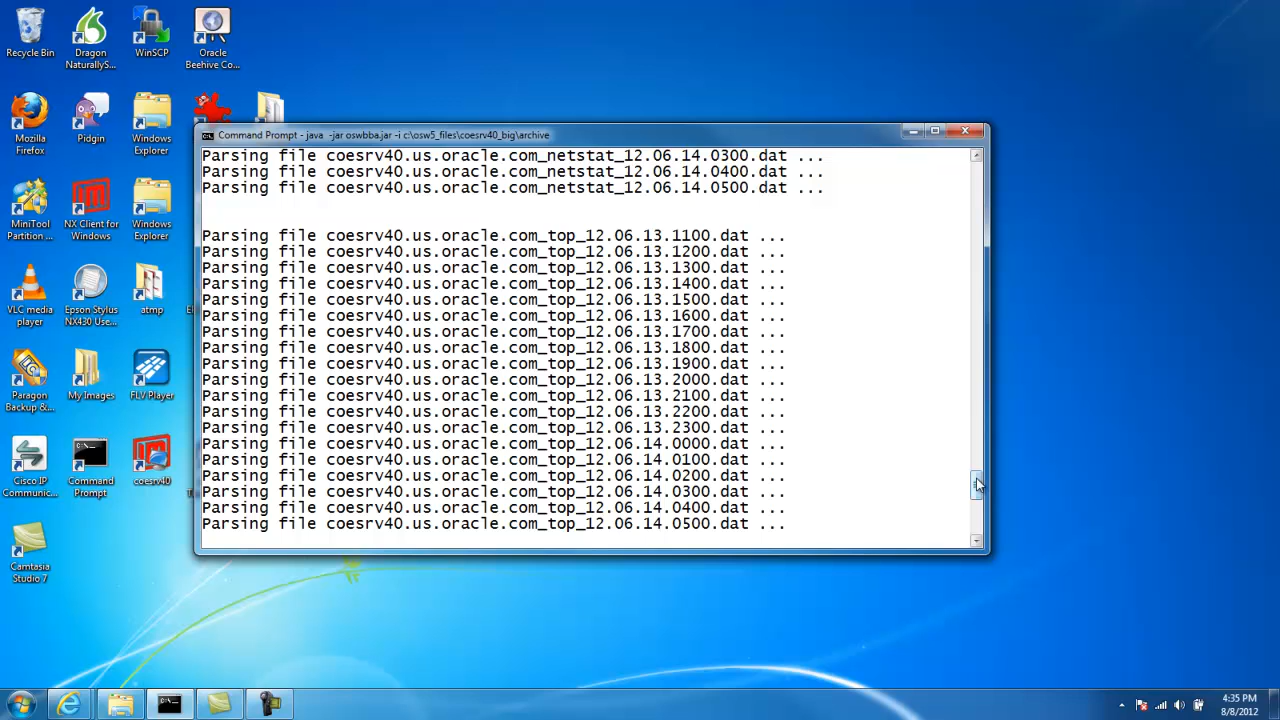 Recycle Bin
Dragon NaturallyS...
WinSCP
Oracle Beehive Co...
Mozilla Firefox
Pidgin
Windows Explorer
MiniTool Partition ...
NX Client for Windows
Windows Explorer
VLC media player
Epson Stylus NX430 Use...
atmp
Paragon Backup &...
My Images
FLV Player
Cisco IP Communic...
Command Prompt
coesrv40
Camtasia Studio 7
Command Prompt - java -jar oswbba.jar -i c:\osw5_files\coesrv40_big\archive
Parsing file coesrv40.us.oracle.com_netstat_12.06.14.0300.dat ...
Parsing file coesrv40.us.oracle.com_netstat_12.06.14.0400.dat ...
Parsing file coesrv40.us.oracle.com_netstat_12.06.14.0500.dat ...
Parsing file coesrv40.us.oracle.com_top_12.06.13.1100.dat ...
Parsing file coesrv40.us.oracle.com_top_12.06.13.1200.dat ...
Parsing file coesrv40.us.oracle.com_top_12.06.13.1300.dat ...
Parsing file coesrv40.us.oracle.com_top_12.06.13.1400.dat ...
Parsing file coesrv40.us.oracle.com_top_12.06.13.1500.dat ...
Parsing file coesrv40.us.oracle.com_top_12.06.13.1600.dat ...
Parsing file coesrv40.us.oracle.com_top_12.06.13.1700.dat ...
Parsing file coesrv40.us.oracle.com_top_12.06.13.1800.dat ...
Parsing file coesrv40.us.oracle.com_top_12.06.13.1900.dat ...
Parsing file coesrv40.us.oracle.com_top_12.06.13.2000.dat ...
Parsing file coesrv40.us.oracle.com_top_12.06.13.2100.dat ...
Parsing file coesrv40.us.oracle.com_top_12.06.13.2200.dat ...
Parsing file coesrv40.us.oracle.com_top_12.06.13.2300.dat ...
Parsing file coesrv40.us.oracle.com_top_12.06.14.0000.dat ...
Parsing file coesrv40.us.oracle.com_top_12.06.14.0100.dat ...
Parsing file coesrv40.us.oracle.com_top_12.06.14.0200.dat ...
Parsing file coesrv40.us.oracle.com_top_12.06.14.0300.dat ...
Parsing file coesrv40.us.oracle.com_top_12.06.14.0400.dat ...
Parsing file coesrv40.us.oracle.com_top_12.06.14.0500.dat ...
4:35 PM
8/8/2012